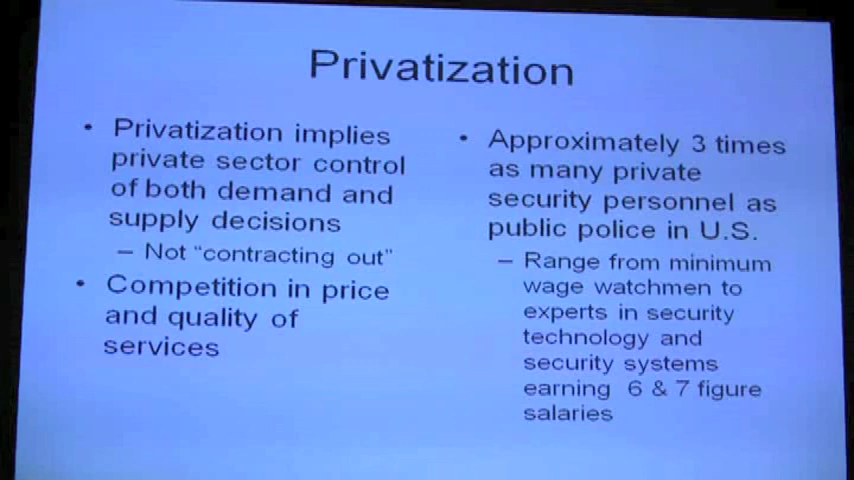 Privatization
• Privatization implies
private sector control
of both demand and
supply decisions
– Not "contracting out"
• Competition in price
and quality of
services
• Approximately 3 times
as many private
security personnel as
public police in U.S.
– Range from minimum
wage watchmen to
experts in security
technology and
security systems
earning 6 & 7 figure
salaries